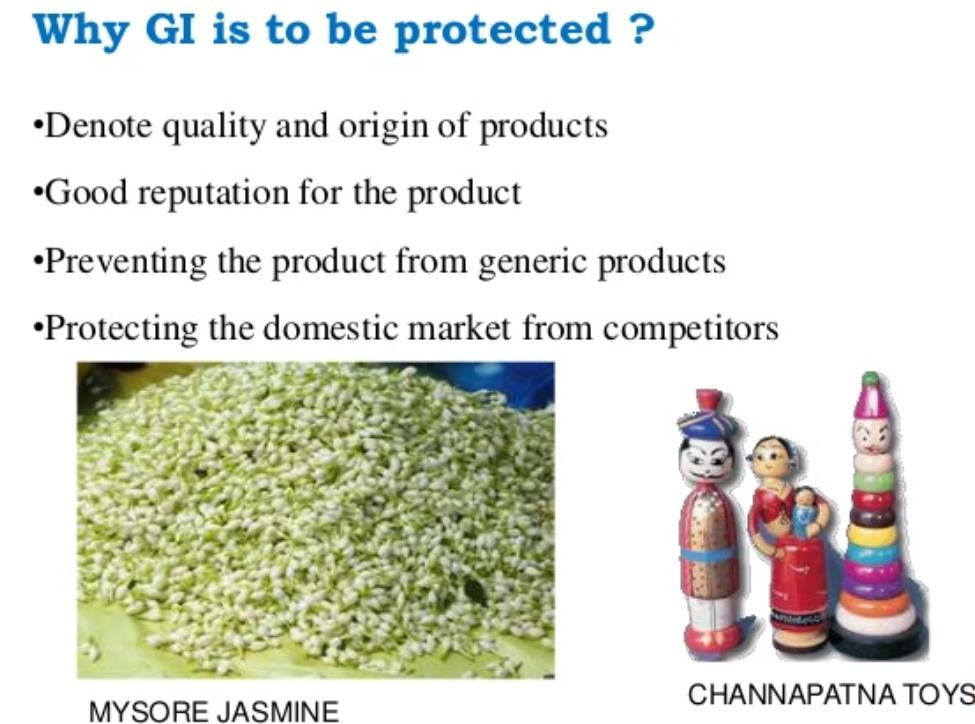 Why GI is to be protected ?
•Denote quality and origin of products
•Good reputation for the product
•Preventing the product from generic products
•Protecting the domestic market from competitors
MYSORE JASMINE
CHANNAPATNA TOYS